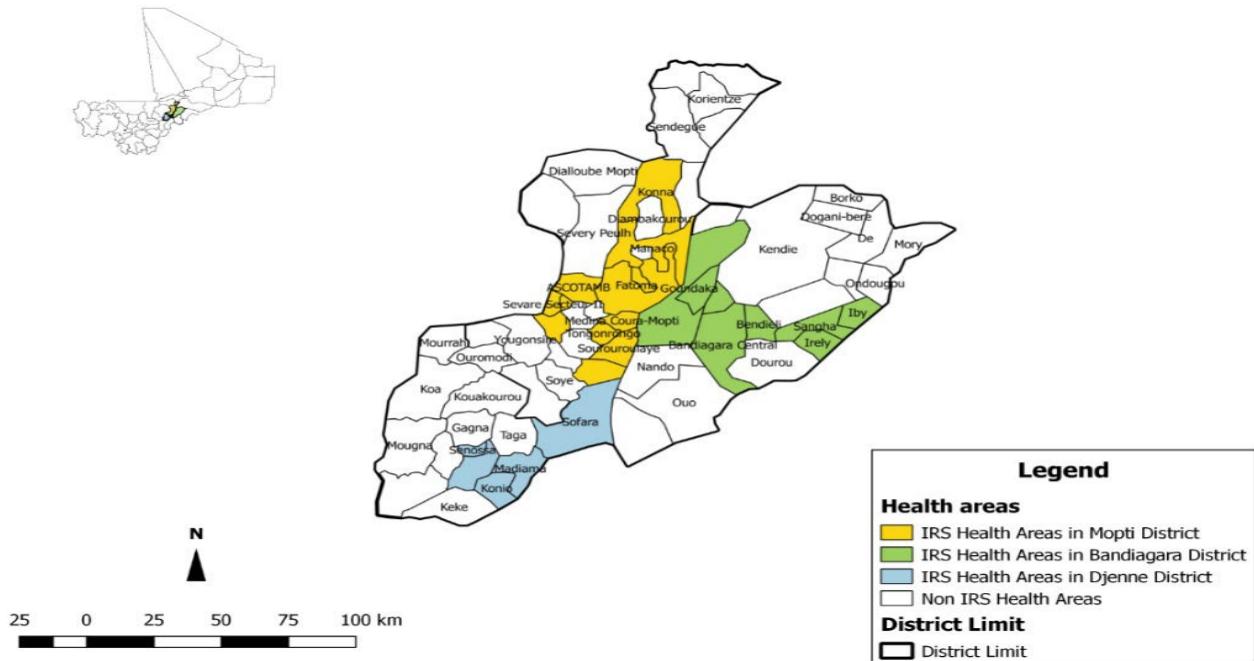 Korientze
Sendegue
Dialloube Mopti
Konna
Borko
Diambakourou
Dogani-bere
Severy Peulh
De
Mory
Manaco
Kendie
ASCOTAMB
Fatoma
Goundaka
Ondougou
Sevare Secteur II
Iby
Medina Coura-Mopti
Bendieli
Sangha
Tongorongo
Mourrah
Yougonsire
Bandiagara Central
Irely
Soufouroulaye
Ouromodi
Nando
Dourou
Koa
Soye
Kouakourou
Ouo
Gagna
Taga
Sofara
Mougna
Senossa
Madiama
Konio
Keke
N
25 0 25 50 75 100 km
Legend
Health areas
IRS Health Areas in Mopti District
IRS Health Areas in Bandiagara District
IRS Health Areas in Djenne District
Non IRS Health Areas
District Limit
District Limit